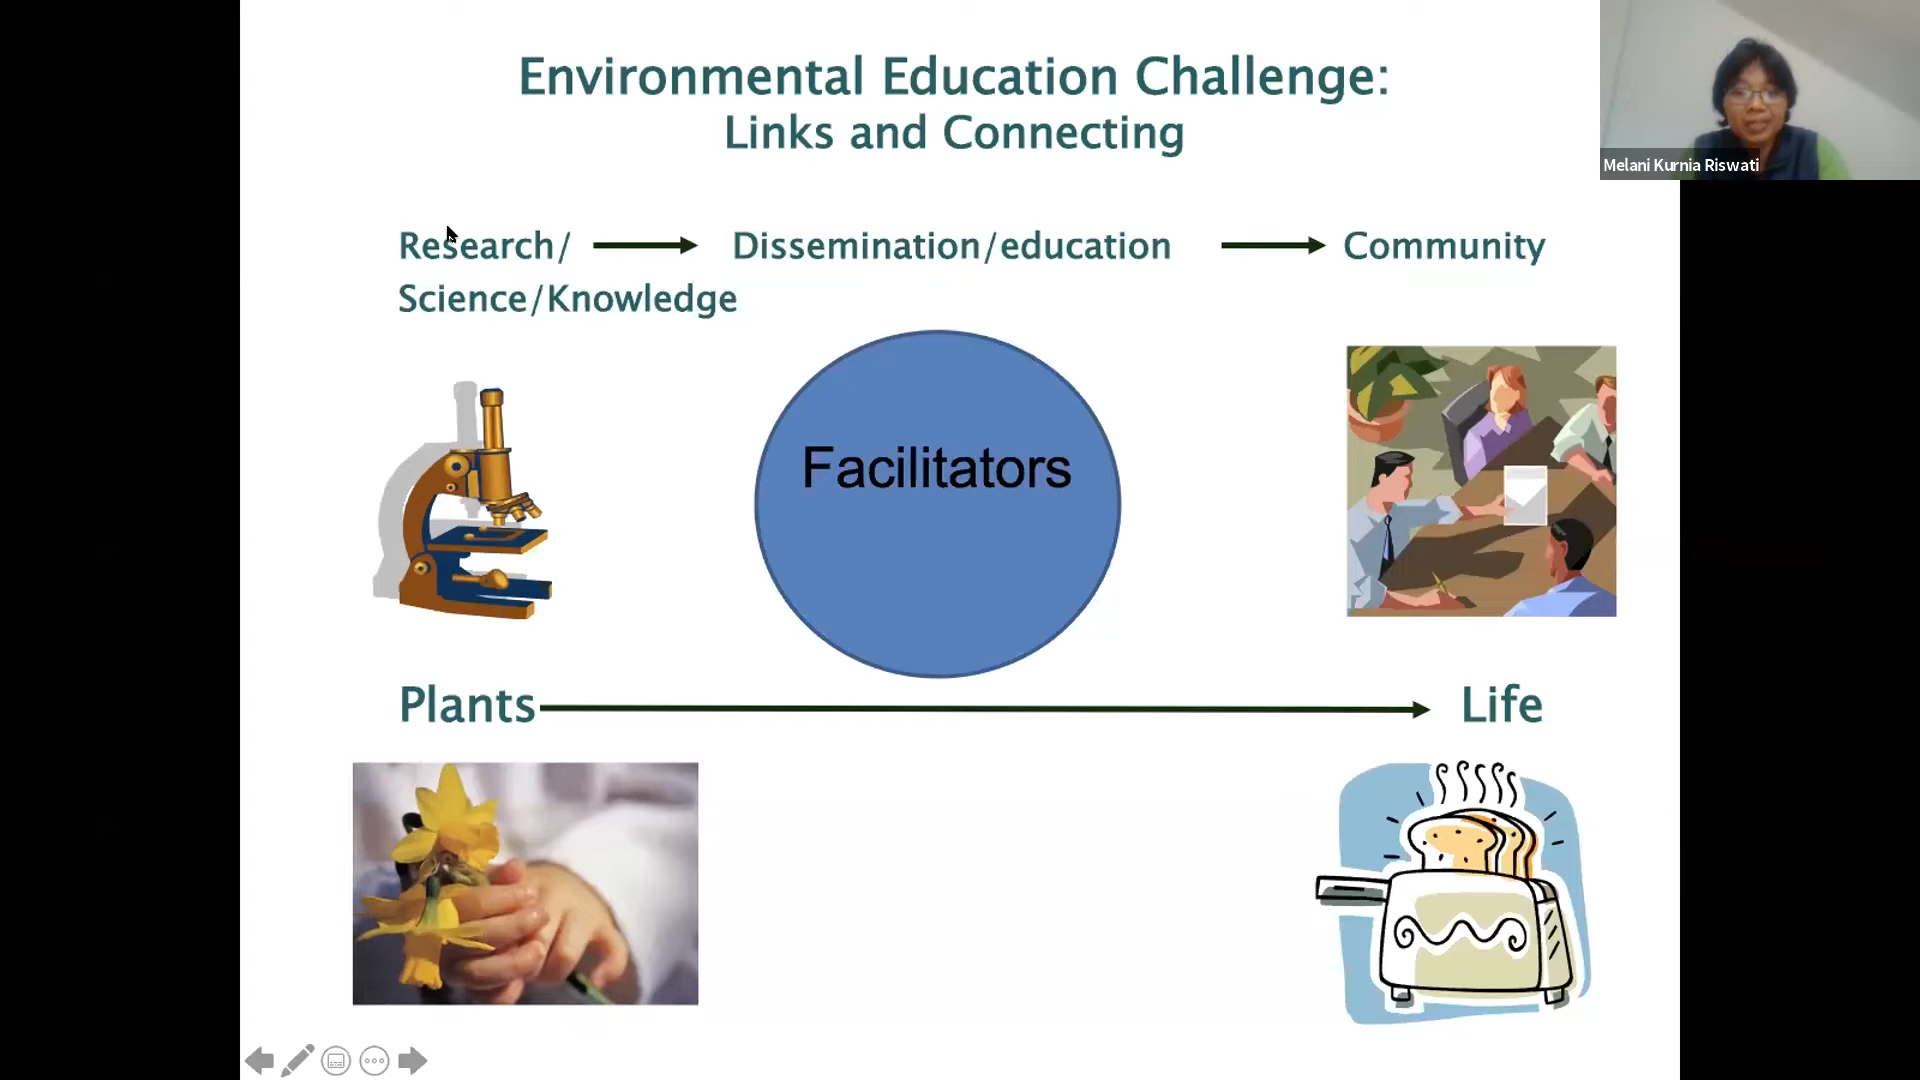 Environmental Education Challenge:
Links and Connecting
Melani Kurnia Riswati
Research/ Dissemination/education Community
Science/Knowledge
Facilitators
Plants Life